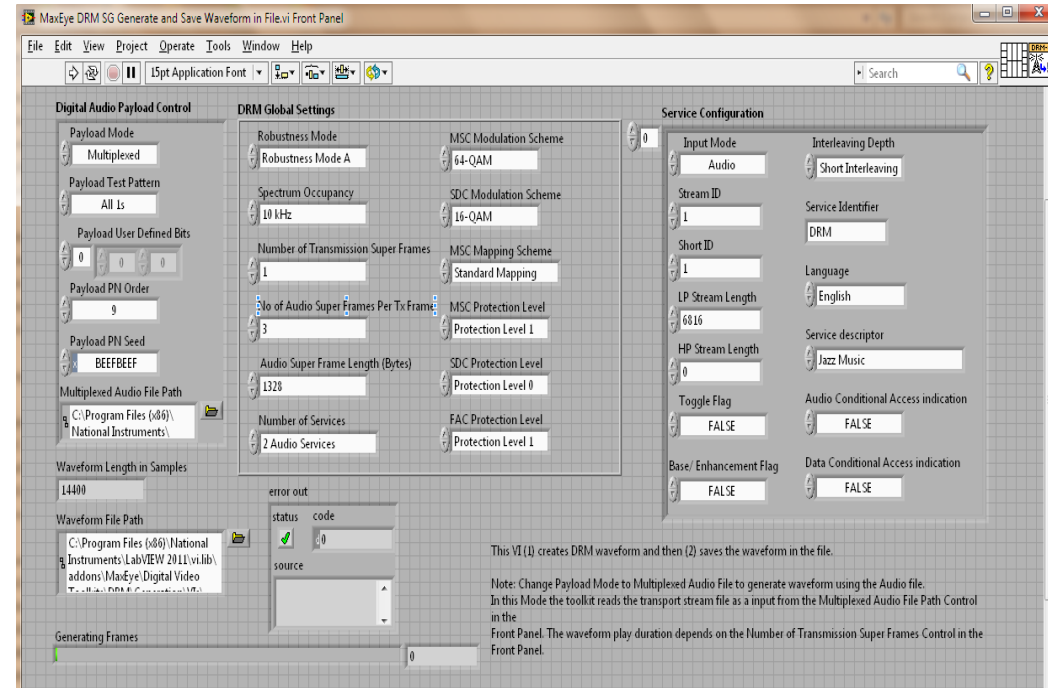 MaxEye DRM SG Generate and Save Waveform in File.vi Front Panel
File Edit View Project Operate Tools Window Help
15pt Application Font
Search
DRM-
Digital Audio Payload Control
Payload Mode
Multiplexed
Payload Test Pattern
All 1s
Payload User Defined Bits
0 0 0
Payload PN Order
9
Payload PN Seed
x BEEFBEEF
Multiplexed Audio File Path
C:\Program Files (x86)\
National Instruments\
Waveform Length in Samples
14400
Waveform File Path
C:\Program Files (x86)\National
Instruments\LabVIEW 2011\vi.lib\
addons\MaxEye\Digital Video
DRM Global Settings
Robustness Mode
Robustness Mode A
Spectrum Occupancy
10 kHz
Number of Transmission Super Frames
1
No of Audio Super Frames Per Tx Frame
3
Audio Super Frame Length (Bytes)
1328
Number of Services
2 Audio Services
MSC Modulation Scheme
64-QAM
SDC Modulation Scheme
16-QAM
MSC Mapping Scheme
Standard Mapping
MSC Protection Level
Protection Level 1
SDC Protection Level
Protection Level 0
FAC Protection Level
Protection Level 1
Service Configuration
0
Input Mode
Audio
Stream ID
1
Short ID
1
LP Stream Length
6816
HP Stream Length
0
Toggle Flag
FALSE
Base/ Enhancement Flag
FALSE
Interleaving Depth
Short Interleaving
Service Identifier
DRM
Language
English
Service descriptor
Jazz Music
Audio Conditional Access indication
FALSE
Data Conditional Access indication
FALSE
error out
status code
0
source
This VI (1) creates DRM waveform and then (2) saves the waveform in the file.
Note: Change Payload Mode to Multiplexed Audio File to generate waveform using the Audio file.
In this Mode the toolkit reads the transport stream file as a input from the Multiplexed Audio File Path Control
in the
Front Panel. The waveform play duration depends on the Number of Transmission Super Frames Control in the
Front Panel.
Generating Frames
0